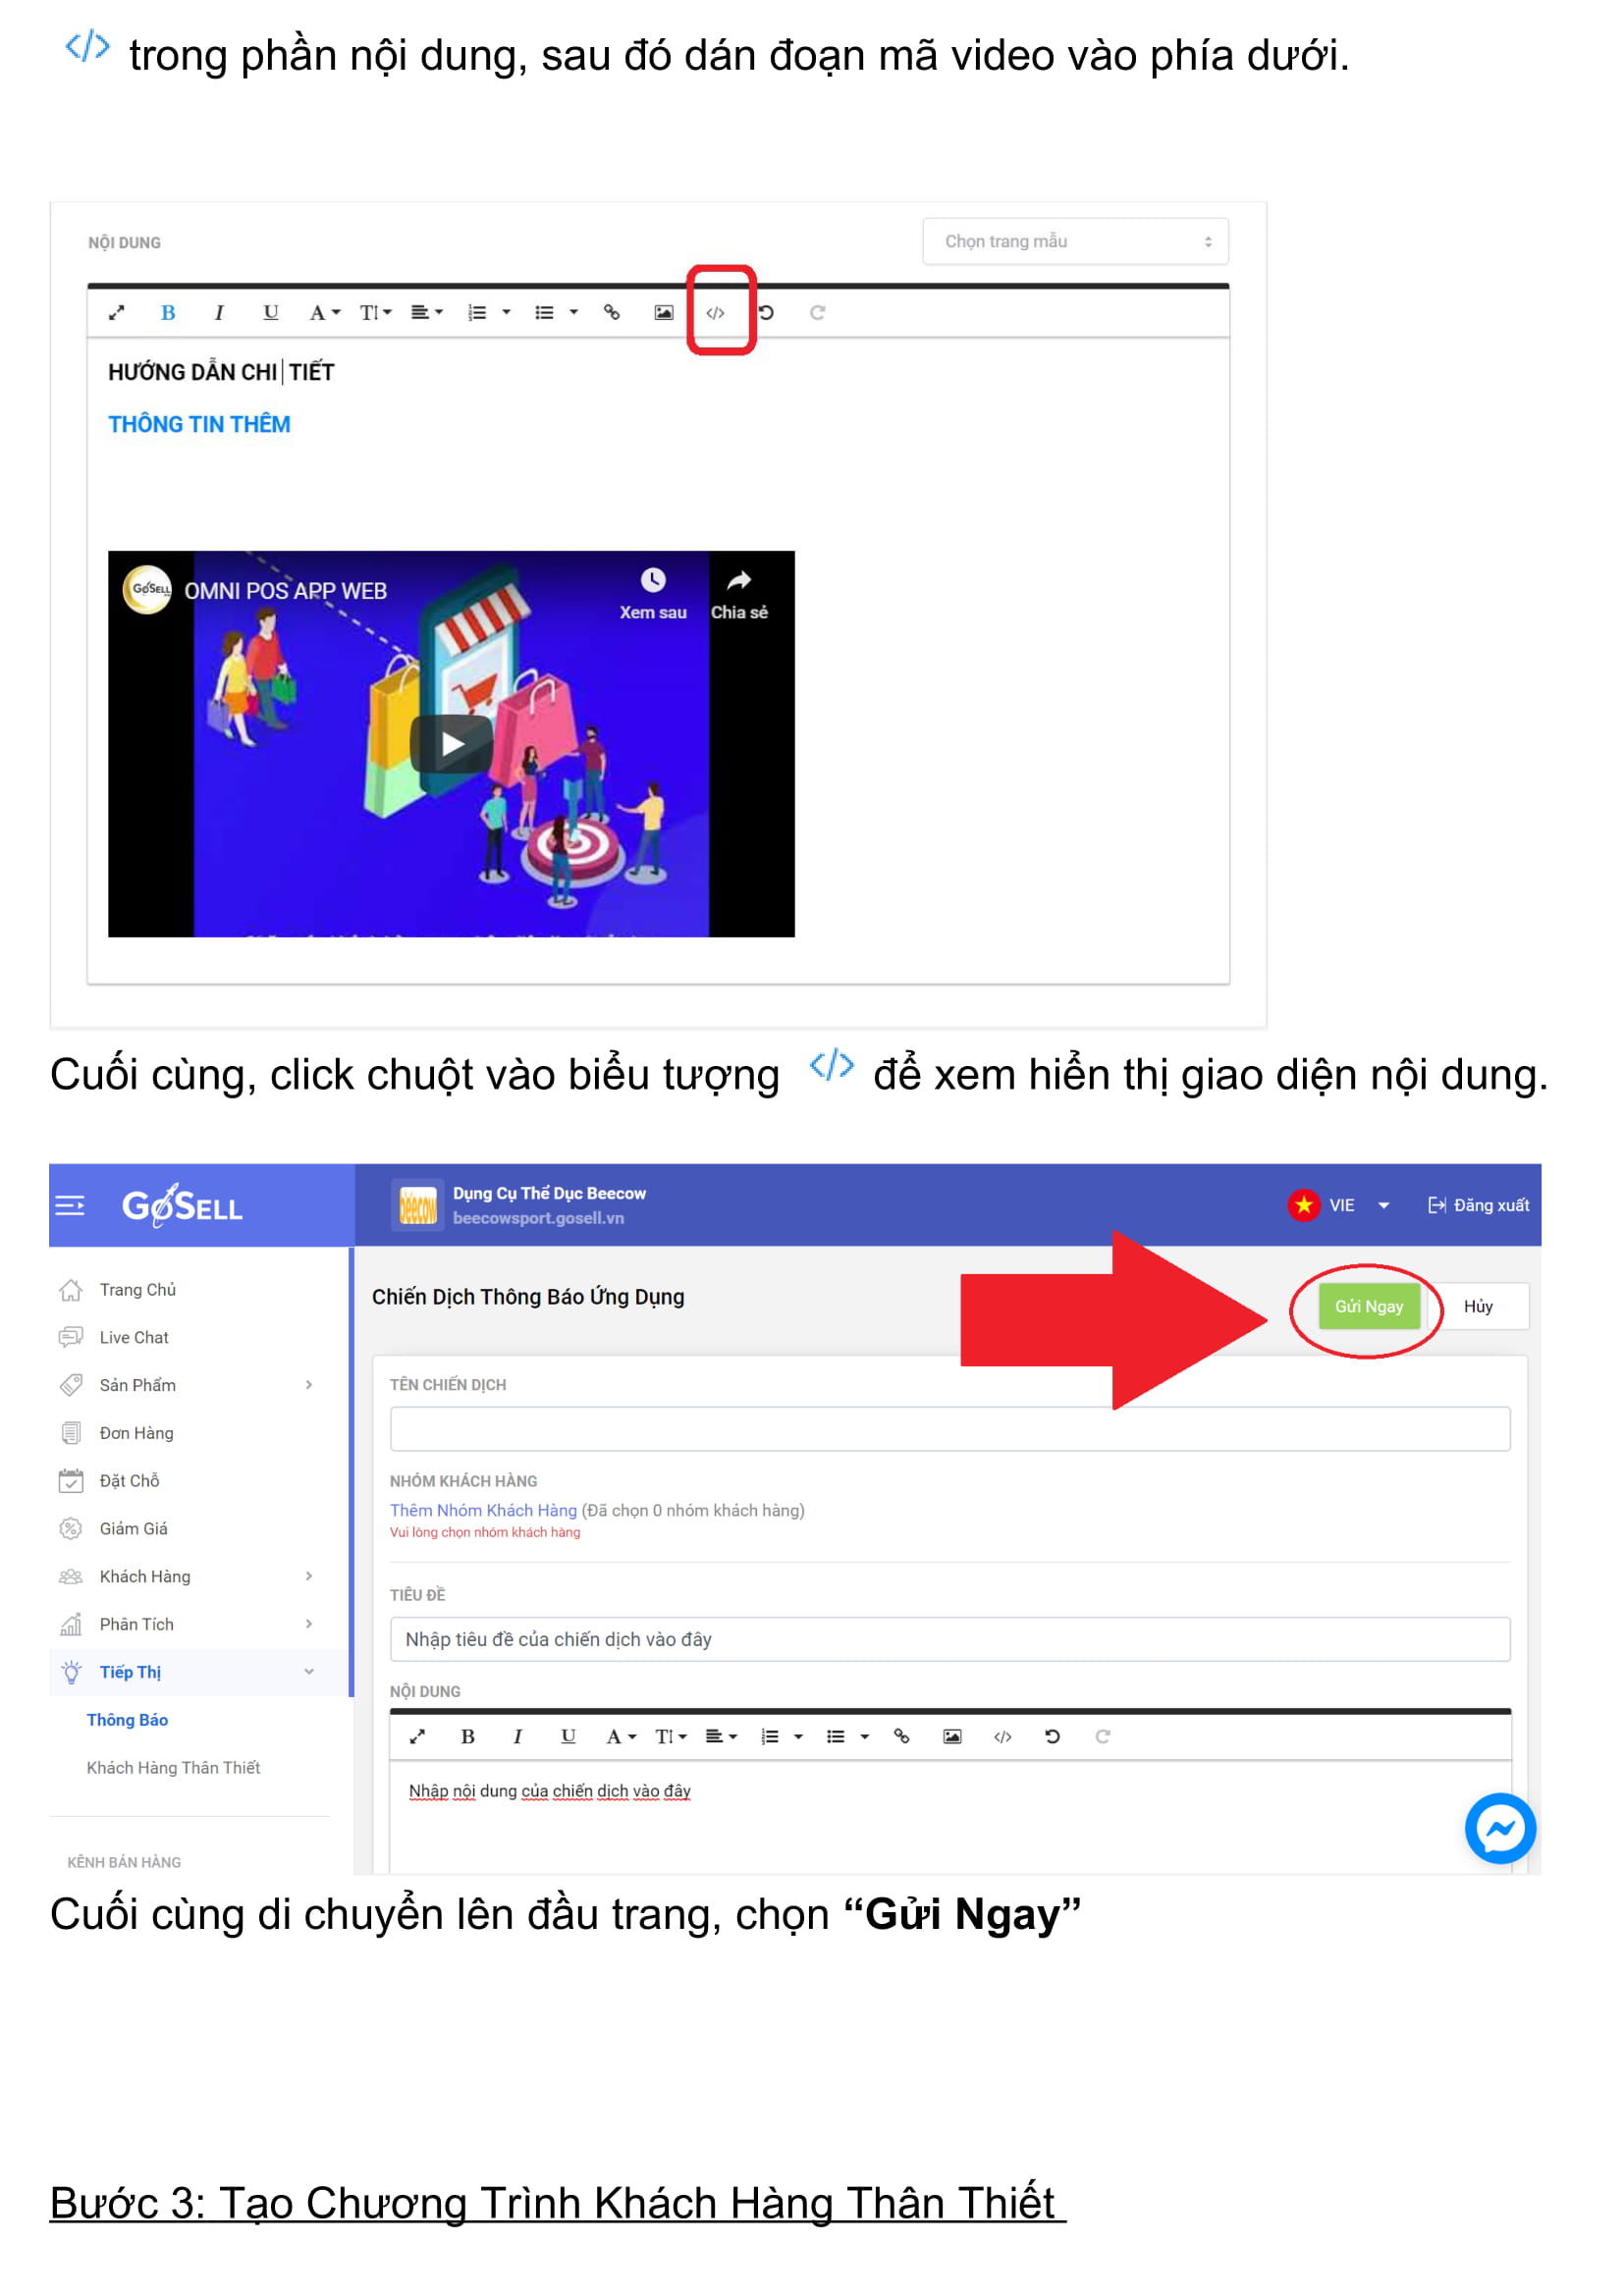 </> trong phần nội dung, sau đó dán đoạn mã video vào phía dưới.
NỘI DUNG
Chọn trang mẫu
B I U A T </>
HƯỚNG DẪN CHI TIẾT
THÔNG TIN THÊM
GoSELL OMNI POS APP WEB
Xem sau Chia sẻ
Cuối cùng, click chuột vào biểu tượng </> để xem hiển thị giao diện nội dung.
GoSELL
Dụng Cụ Thể Dục Beecow
beecow
beecowsport.gosell.vn
VIE
Đăng xuất
Trang Chủ
Live Chat
Sản Phẩm
Đơn Hàng
Đặt Chỗ
Giảm Giá
Khách Hàng
Phân Tích
Tiếp Thị
Thông Báo
Khách Hàng Thân Thiết
KÊNH BÁN HÀNG
Chiến Dịch Thông Báo Ứng Dụng
Gửi Ngay
Hủy
TÊN CHIẾN DỊCH
NHÓM KHÁCH HÀNG
Thêm Nhóm Khách Hàng (Đã chọn 0 nhóm khách hàng)
Vui lòng chọn nhóm khách hàng
TIÊU ĐỀ
Nhập tiêu đề của chiến dịch vào đây
NỘI DUNG
B I U A T </>
Nhập nội dung của chiến dịch vào đây
Cuối cùng di chuyển lên đầu trang, chọn “Gửi Ngay”
Bước 3: Tạo Chương Trình Khách Hàng Thân Thiết